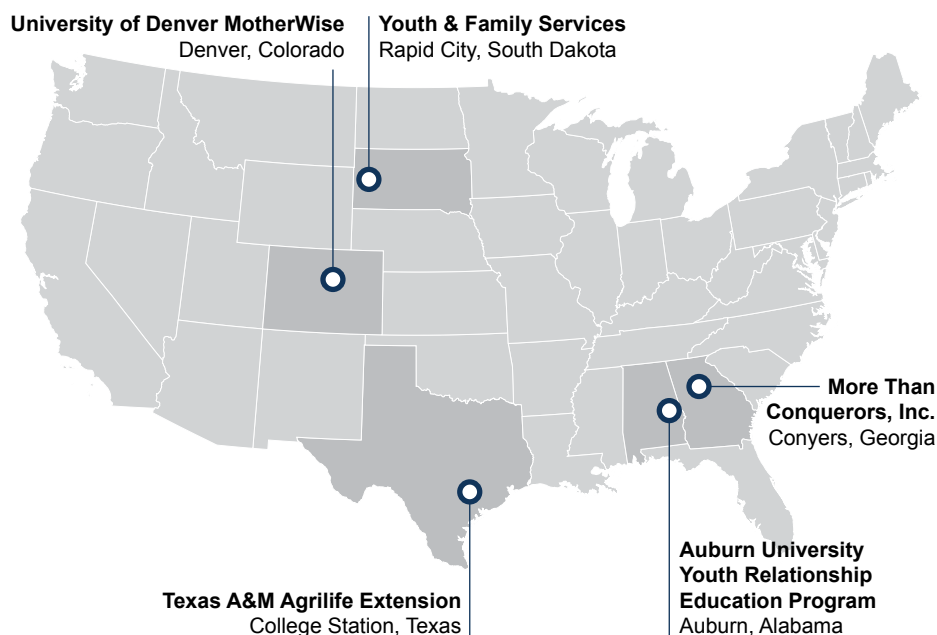 University of Denver MotherWise
Denver, Colorado
Youth & Family Services
Rapid City, South Dakota
More Than
Conquerors, Inc.
Conyers, Georgia
Auburn University
Youth Relationship
Education Program
Auburn, Alabama
Texas A&M Agrilife Extension
College Station, Texas